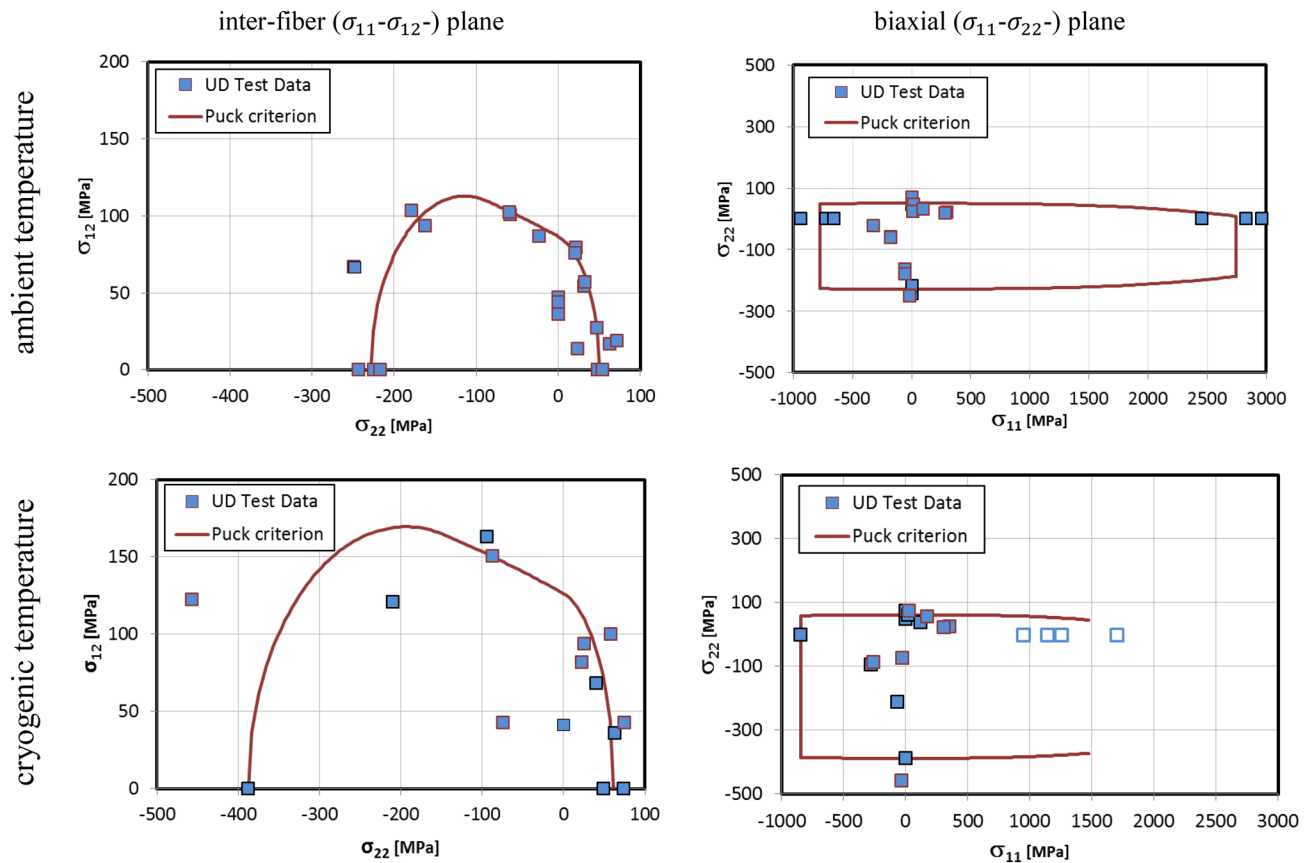 inter-fiber (σ₁₁-σ₁₂-) plane
biaxial (σ₁₁-σ₂₂-) plane
ambient temperature
200
150
100
50
0
-500
-400
-300
-200
-100
0
100
σ₁₂ [MPa]
σ₂₂ [MPa]
UD Test Data
Puck criterion
500
300
100
-100
-300
-500
-1000
-500
0
500
1000
1500
2000
2500
3000
σ₂₂ [MPa]
σ₁₁ [MPa]
UD Test Data
Puck criterion
cryogenic temperature
200
150
100
50
0
-500
-400
-300
-200
-100
0
100
σ₁₂ [MPa]
σ₂₂ [MPa]
UD Test Data
Puck criterion
500
300
100
-100
-300
-500
-1000
-500
0
500
1000
1500
2000
2500
3000
σ₂₂ [MPa]
σ₁₁ [MPa]
UD Test Data
Puck criterion